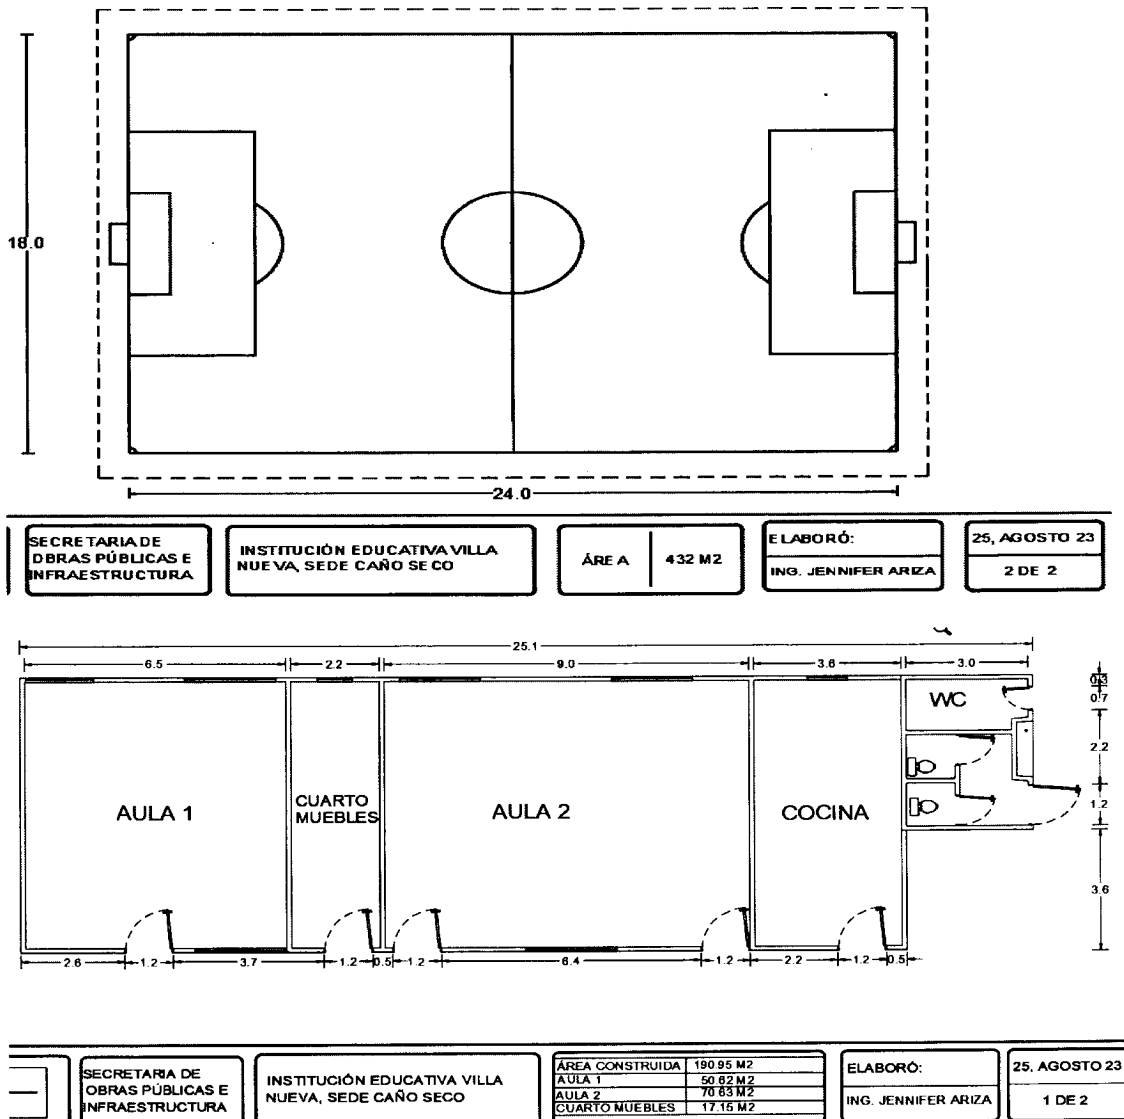 18.0
24.0
SECRETARIA DE
OBRAS PÚBLICAS E
INFRAESTRUCTURA
INSTITUCIÓN EDUCATIVA VILLA
NUEVA, SEDE CAÑO SECO
ÁREA
432 M2
ELABORÓ:
ING. JENNIFER ARIZA
25, AGOSTO 23
2 DE 2
25.1
6.5
2.2
9.0
3.6
3.0
0.3
0.7
WC
2.2
AULA 1
CUARTO
MUEBLES
AULA 2
COCINA
1.2
3.6
2.6
1.2
3.7
1.2
0.5
1.2
6.4
1.2
2.2
1.2
0.5
SECRETARIA DE
OBRAS PÚBLICAS E
INFRAESTRUCTURA
INSTITUCIÓN EDUCATIVA VILLA
NUEVA, SEDE CAÑO SECO
ÁREA CONSTRUIDA 190.95 M2
AULA 1 50.62 M2
AULA 2 70.63 M2
CUARTO MUEBLES 17.15 M2
ELABORÓ:
ING. JENNIFER ARIZA
25, AGOSTO 23
1 DE 2